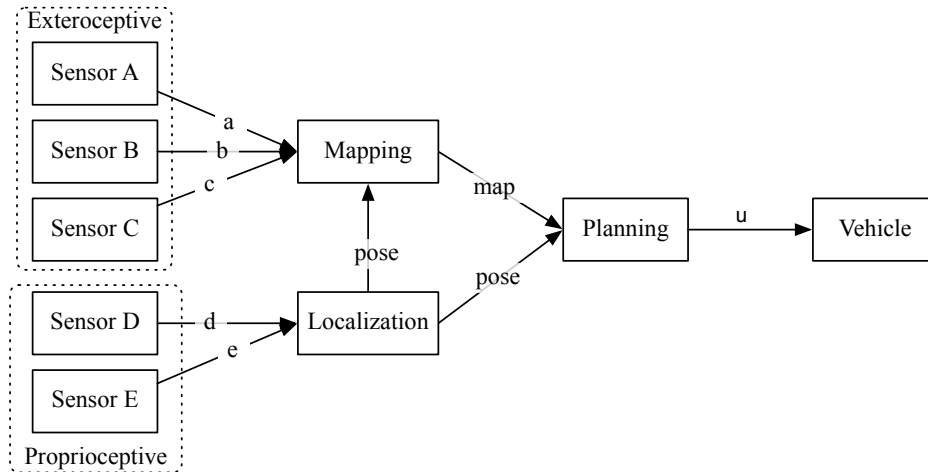 Exteroceptive
Sensor A
a
Sensor B
b
Mapping
c
map
Sensor C
Planning
u
Vehicle
pose
pose
Sensor D
d
Localization
e
Sensor E
Proprioceptive